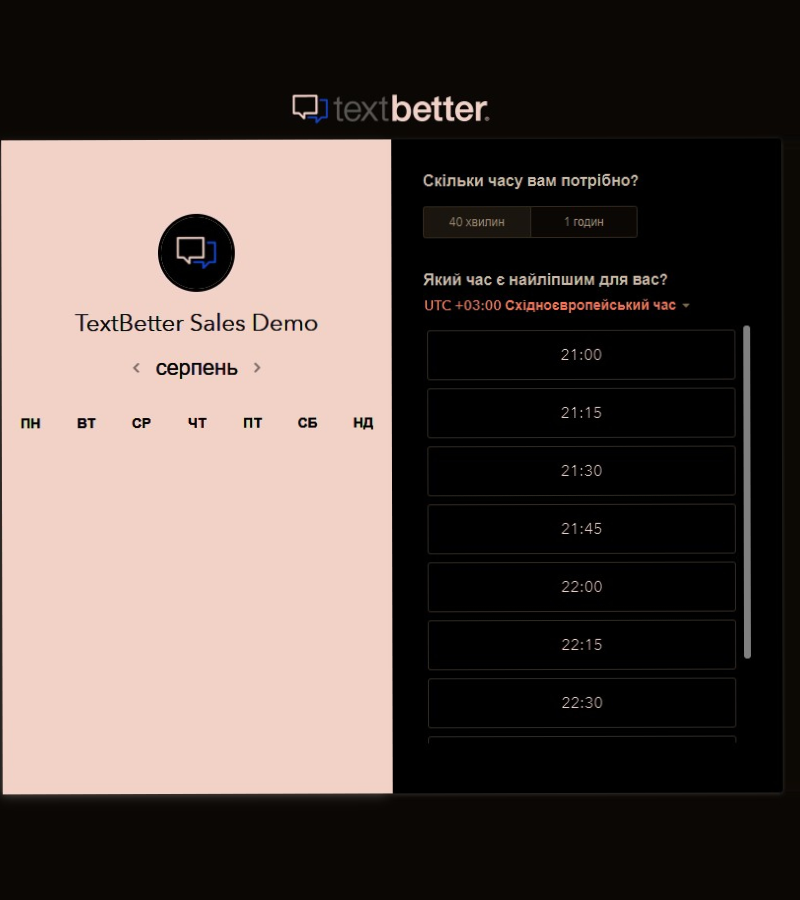 textbetter.
TextBetter Sales Demo
серпень
ПН ВТ СР ЧТ ПТ СБ НД
Скільки часу вам потрібно?
40 хвилин 1 годин
Який час є найліпшим для вас?
UTC +03:00 Східноєвропейський час
21:00
21:15
21:30
21:45
22:00
22:15
22:30